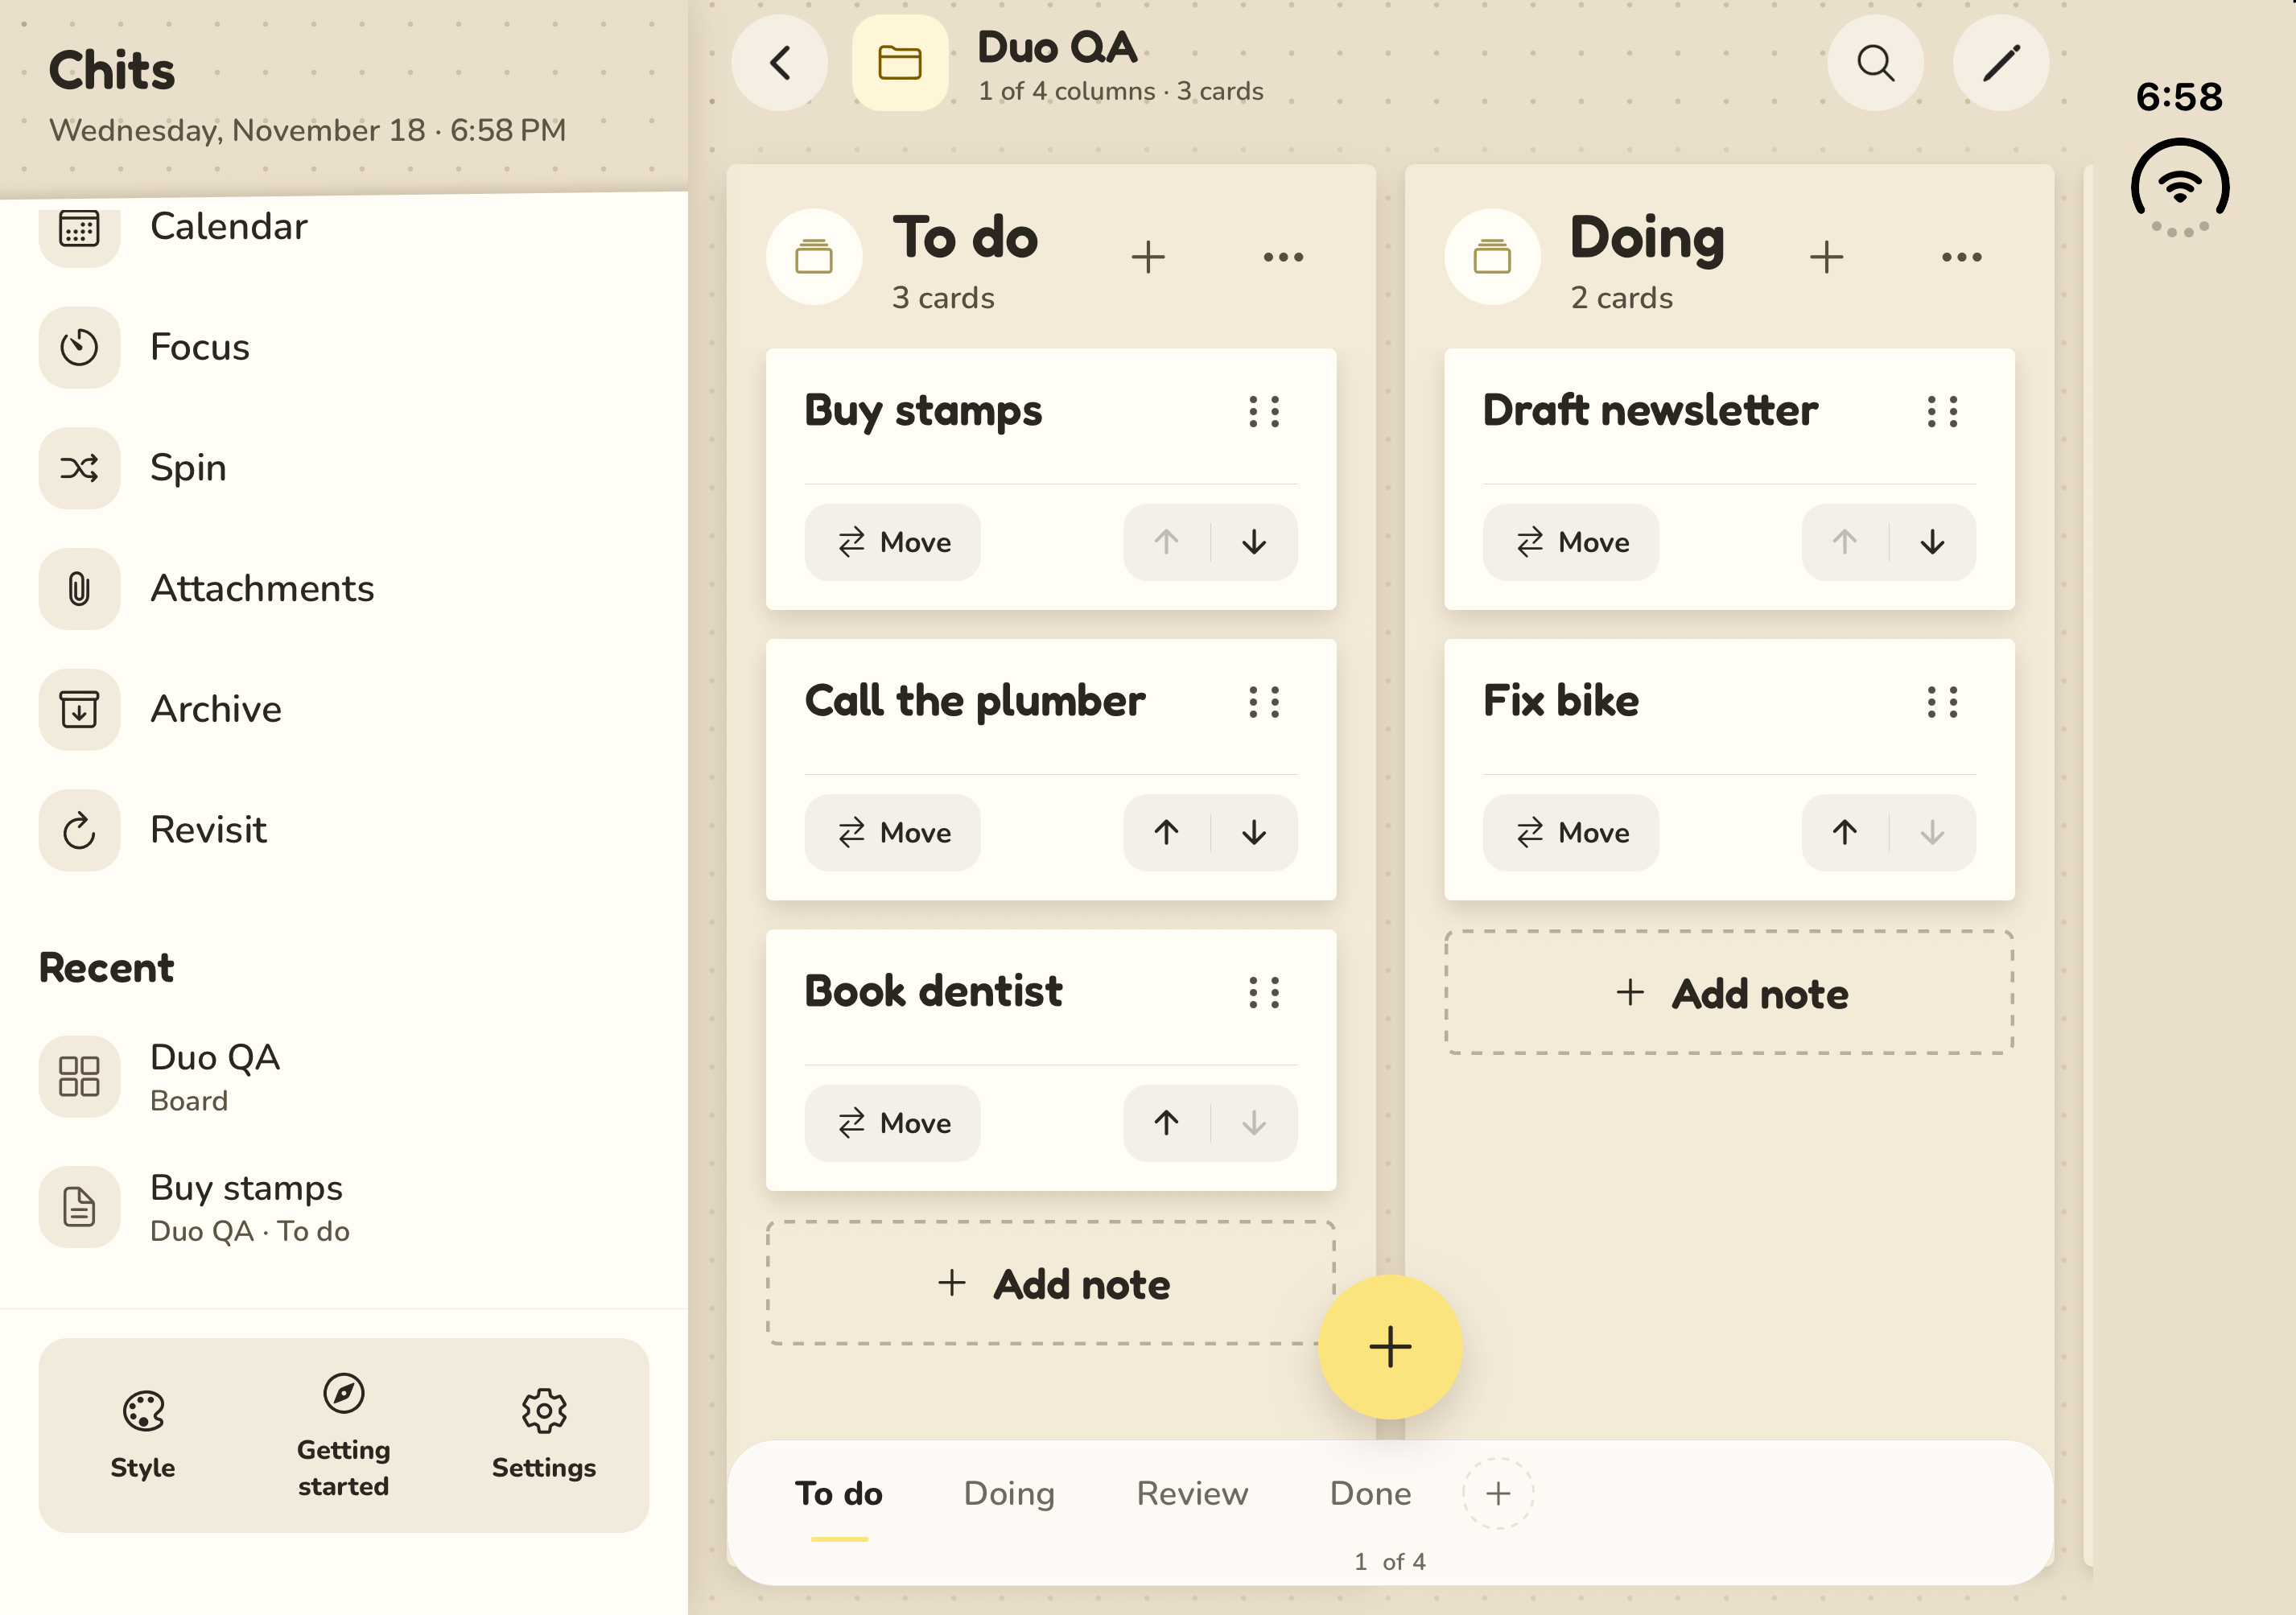 Chits
Wednesday, November 18 · 6:58 PM
Calendar
Focus
Spin
Attachments
Archive
Revisit
Recent
Duo QA
Board
Buy stamps
Duo QA · To do
Style
Getting
started
Settings
Duo QA
1 of 4 columns · 3 cards
To do
3 cards
Buy stamps
Move
Call the plumber
Move
Book dentist
Move
Add note
Doing
2 cards
Draft newsletter
Move
Fix bike
Move
Add note
To do Doing Review Done
1 of 4
6:58